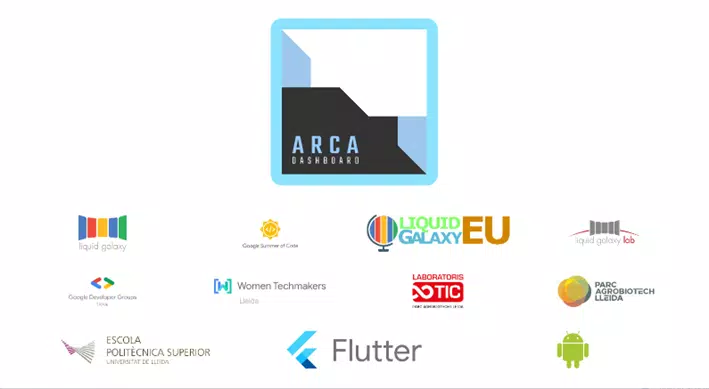 ARCA
DASHBOARD
liquid galaxy
Google Summer of Code
LIQUID
GALAXY EU
liquid galaxy lab
Google Developer Groups
Women Techmakers
Lleida
LABORATORIS
TIC
PARC
AGROBIOTECH
LLEIDA
ESCOLA
POLITÈCNICA SUPERIOR
UNIVERSITAT DE LLEIDA
Flutter